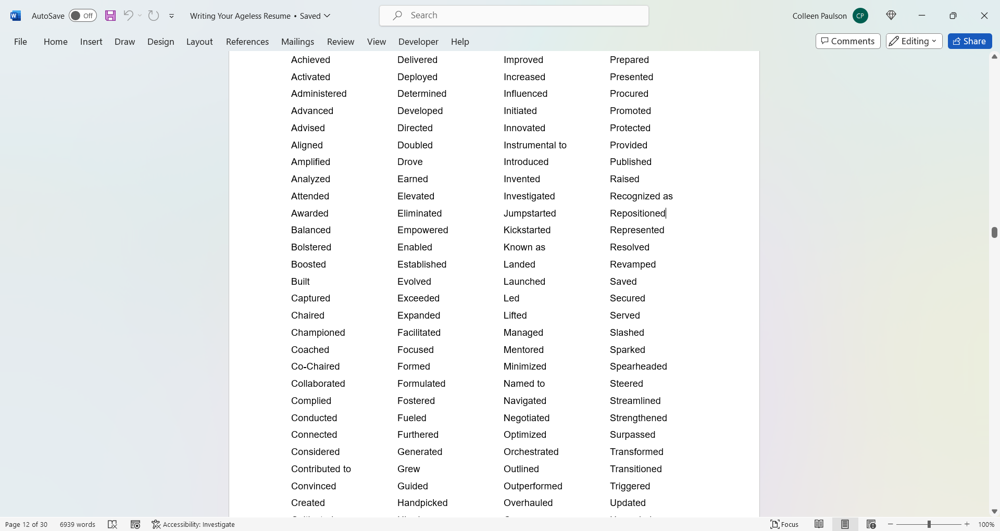 AutoSave Off Writing Your Ageless Resume • Saved Search Colleen Paulson CP
File Home Insert Draw Design Layout References Mailings Review View Developer Help Comments Editing Share
Achieved Delivered Improved Prepared
Activated Deployed Increased Presented
Administered Determined Influenced Procured
Advanced Developed Initiated Promoted
Advised Directed Innovated Protected
Aligned Doubled Instrumental to Provided
Amplified Drove Introduced Published
Analyzed Earned Invented Raised
Attended Elevated Investigated Recognized as
Awarded Eliminated Jumpstarted Repositioned
Balanced Empowered Kickstarted Represented
Bolstered Enabled Known as Resolved
Boosted Established Landed Revamped
Built Evolved Launched Saved
Captured Exceeded Led Secured
Chaired Expanded Lifted Served
Championed Facilitated Managed Slashed
Coached Focused Mentored Sparked
Co-Chaired Formed Minimized Spearheaded
Collaborated Formulated Named to Steered
Complied Fostered Navigated Streamlined
Conducted Fueled Negotiated Strengthened
Connected Furthered Optimized Surpassed
Considered Generated Orchestrated Transformed
Contributed to Grew Outlined Transitioned
Convinced Guided Outperformed Triggered
Created Handpicked Overhauled Updated
Page 12 of 30 6939 words Accessibility: Investigate Focus 100%